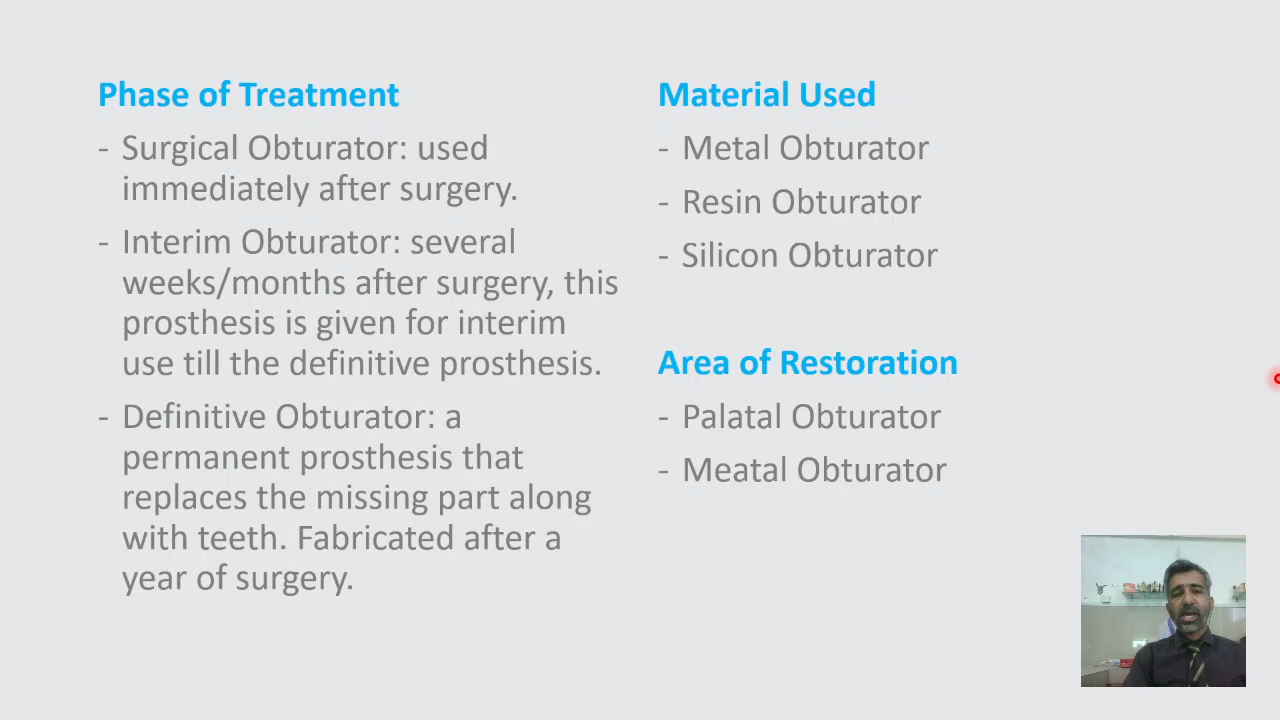 Phase of Treatment
- Surgical Obturator: used
immediately after surgery.
- Interim Obturator: several
weeks/months after surgery, this
prosthesis is given for interim
use till the definitive prosthesis.
- Definitive Obturator: a
permanent prosthesis that
replaces the missing part along
with teeth. Fabricated after a
year of surgery.
Material Used
- Metal Obturator
- Resin Obturator
- Silicon Obturator
Area of Restoration
- Palatal Obturator
- Meatal Obturator